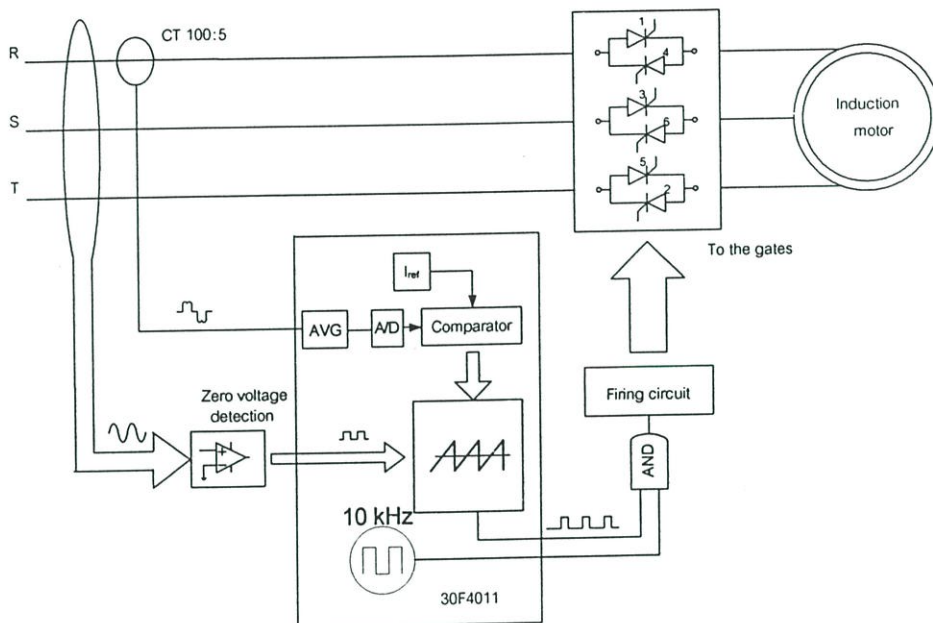 CT 100:5
R
S
T
1
4
3
6
5
2
Induction
motor
To the gates
I_ref
AVG
A/D
Comparator
Zero voltage
detection
Firing circuit
AND
10 kHz
30F4011